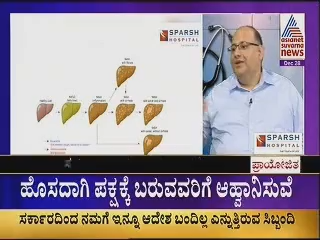 SPARSH
HOSPITAL
asianet
suvarna
news
Dec 20
SPARSH
HOSPITAL
ಪ್ರಾಯೋಜಿತ
ಹೊಸದಾಗಿ ಪಕ್ಷಕ್ಕೆ ಬರುವವರಿಗೆ ಆಹ್ವಾನಿಸುವೆ
ಸರ್ಕಾರದಿಂದ ನಮಗೆ ಇನ್ನೂ ಆದೇಶ ಬಂದಿಲ್ಲ ಎನ್ನುತ್ತಿರುವ ಸಿಬ್ಬಂದಿ